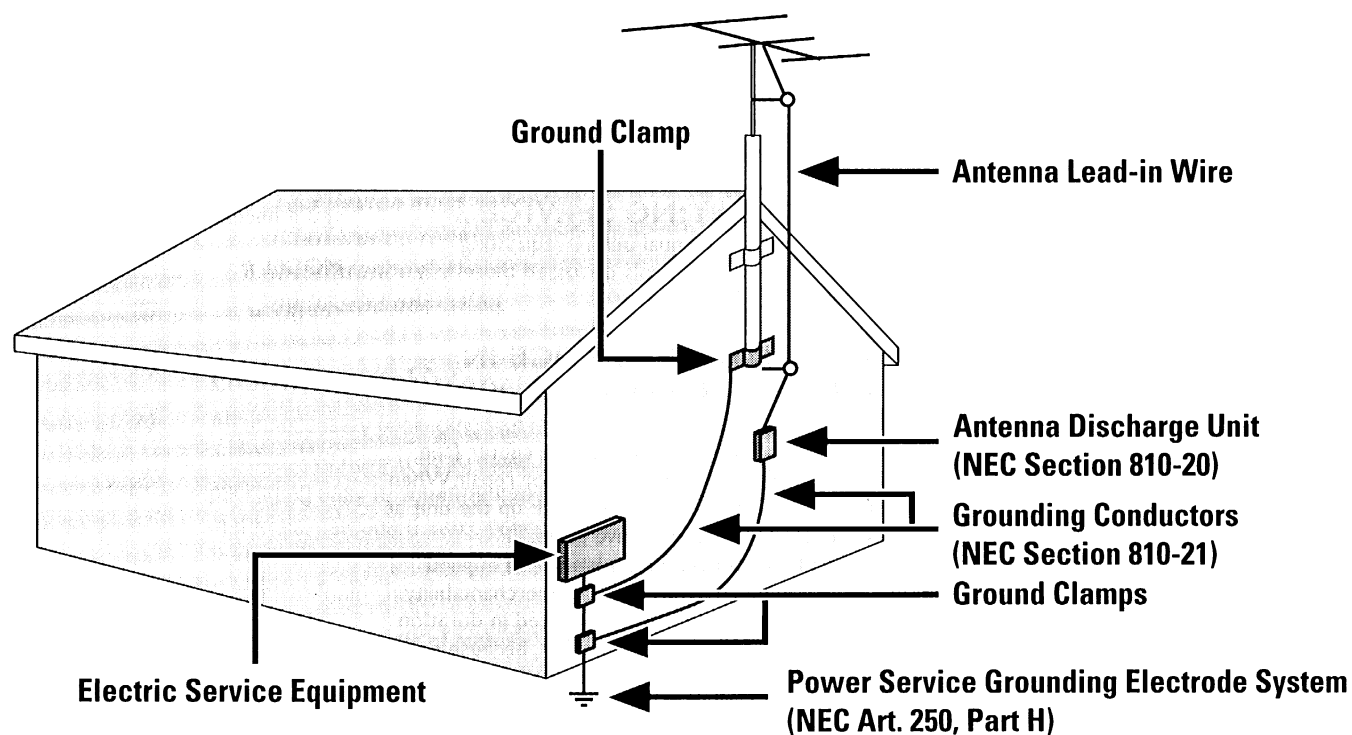 Ground Clamp
Antenna Lead-in Wire
Antenna Discharge Unit
(NEC Section 810-20)
Grounding Conductors
(NEC Section 810-21)
Ground Clamps
Electric Service Equipment
Power Service Grounding Electrode System
(NEC Art. 250, Part H)